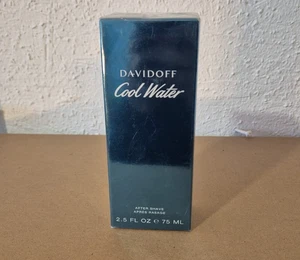 DAVIDOFF
Cool Water
AFTER SHAVE
APRÈS RASAGE
2.5 FL OZ ℮ 75 ML